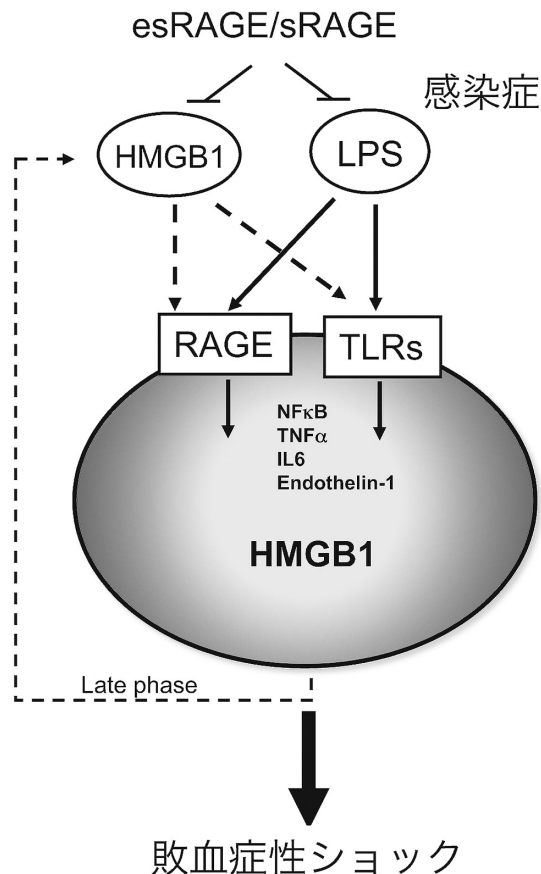 esRAGE/sRAGE
感染症
HMGB1
LPS
RAGE
TLRs
NFκB
TNFα
IL6
Endothelin-1
HMGB1
Late phase
敗血症性ショック